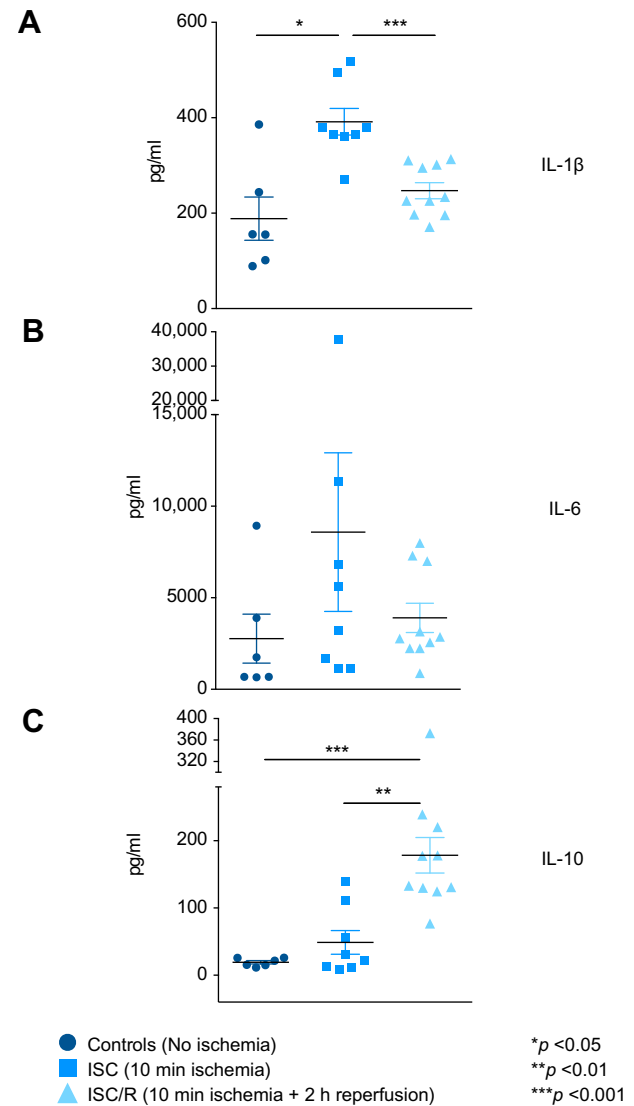 A
600
*
***
400
pg/ml
IL-1β
200
0
B
40,000
30,000
20,000
15,000
pg/ml
10,000
IL-6
5000
0
C
400
360
***
320
**
200
pg/ml
IL-10
100
0
Controls (No ischemia)
*p <0.05
ISC (10 min ischemia)
**p <0.01
ISC/R (10 min ischemia + 2 h reperfusion)
***p <0.001